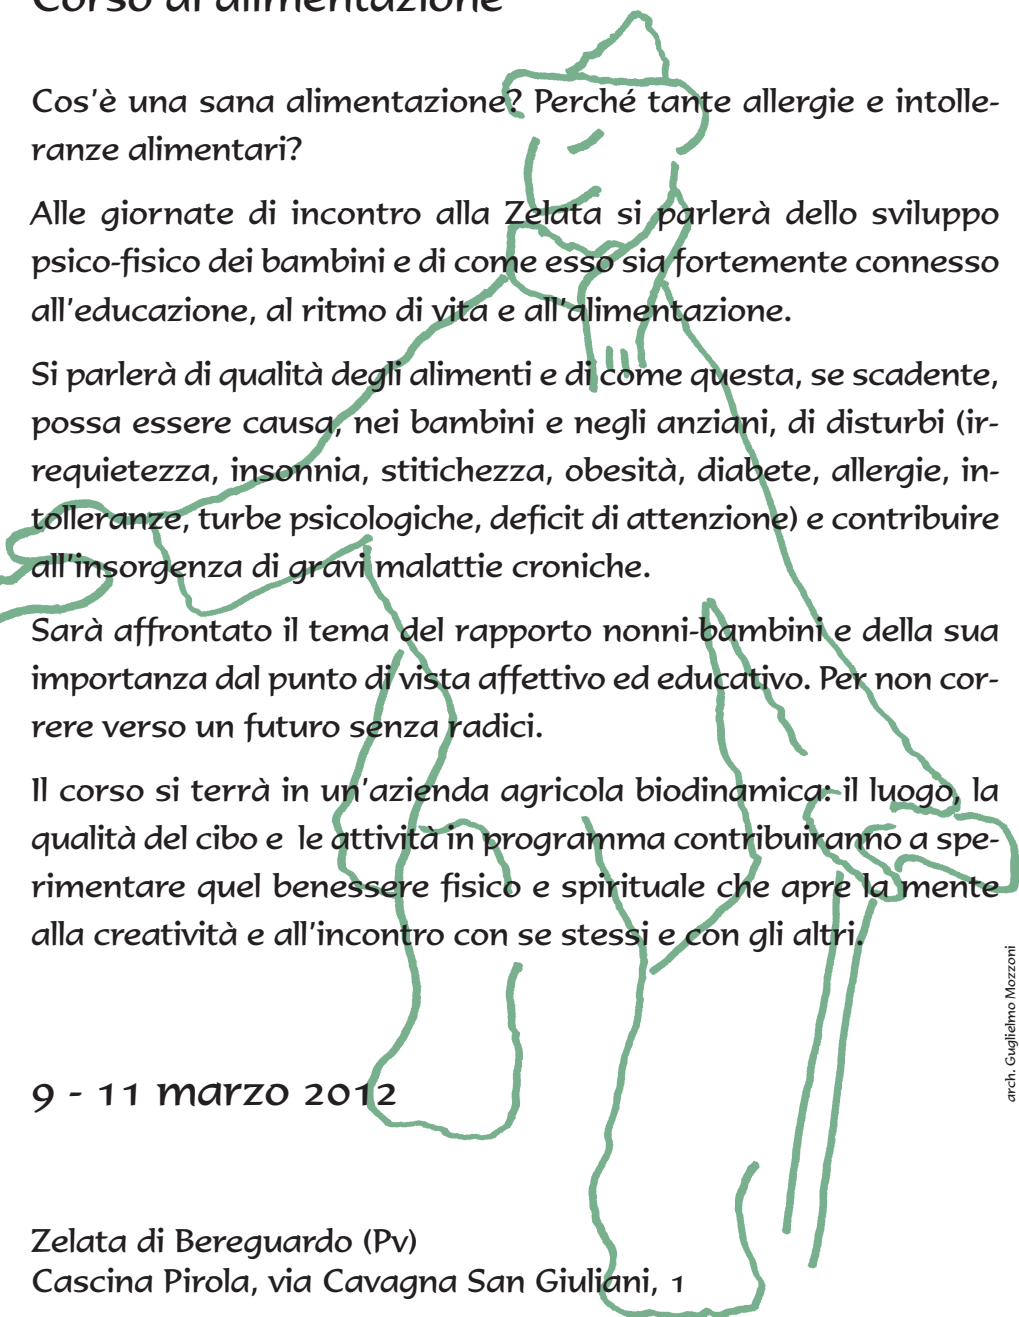 Corso di alimentazione
Cos'è una sana alimentazione? Perché tante allergie e intolle-
ranze alimentari?
Alle giornate di incontro alla Zelata si parlerà dello sviluppo
psico-fisico dei bambini e di come esso sia fortemente connesso
all'educazione, al ritmo di vita e all'alimentazione.
Si parlerà di qualità degli alimenti e di come questa, se scadente,
possa essere causa, nei bambini e negli anziani, di disturbi (ir-
requietezza, insonnia, stitichezza, obesità, diabete, allergie, in-
tolleranze, turbe psicologiche, deficit di attenzione) e contribuire
all'insorgenza di gravi malattie croniche.
Sarà affrontato il tema del rapporto nonni-bambini e della sua
importanza dal punto di vista affettivo ed educativo. Per non cor-
rere verso un futuro senza radici.
Il corso si terrà in un'azienda agricola biodinamica: il luogo, la
qualità del cibo e le attività in programma contribuiranno a spe-
rimentare quel benessere fisico e spirituale che apre la mente
alla creatività e all'incontro con se stessi e con gli altri.
arch. Guglielmo Mozzoni
9 - 11 marzo 2012
Zelata di Bereguardo (Pv)
Cascina Pirola, via Cavagna San Giuliani, 1